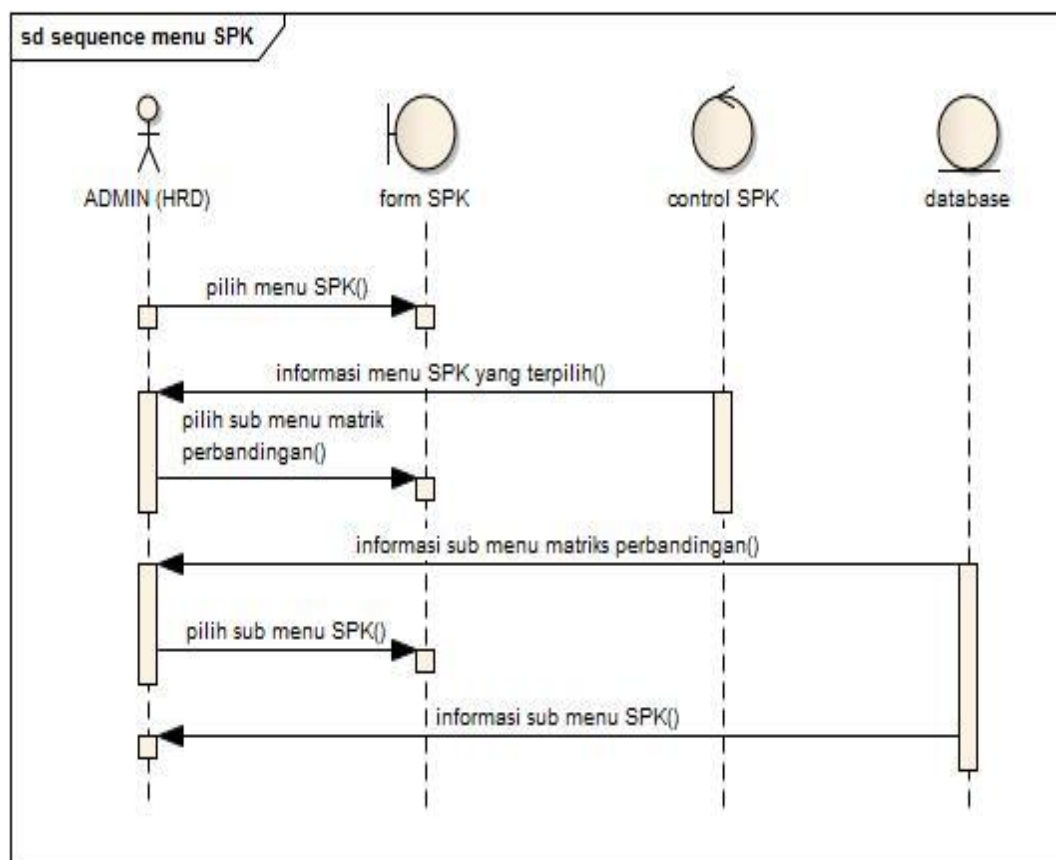 sd sequence menu SPK
ADMIN (HRD)
form SPK
control SPK
database
pilih menu SPK()
informasi menu SPK yang terpilih()
pilih sub menu matrik
perbandingan()
informasi sub menu matriks perbandingan()
pilih sub menu SPK()
informasi sub menu SPK()